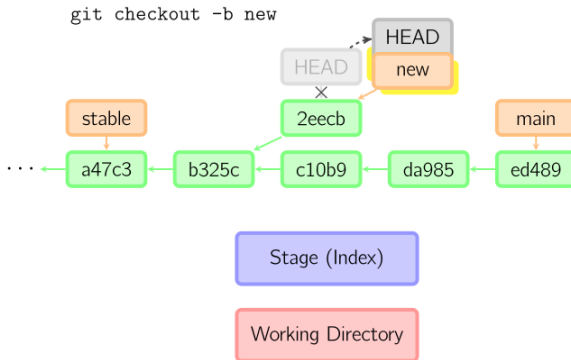 git checkout -b new
HEAD
HEAD
new
stable
2eecb
main
...
a47c3
b325c
c10b9
da985
ed489
Stage (Index)
Working Directory